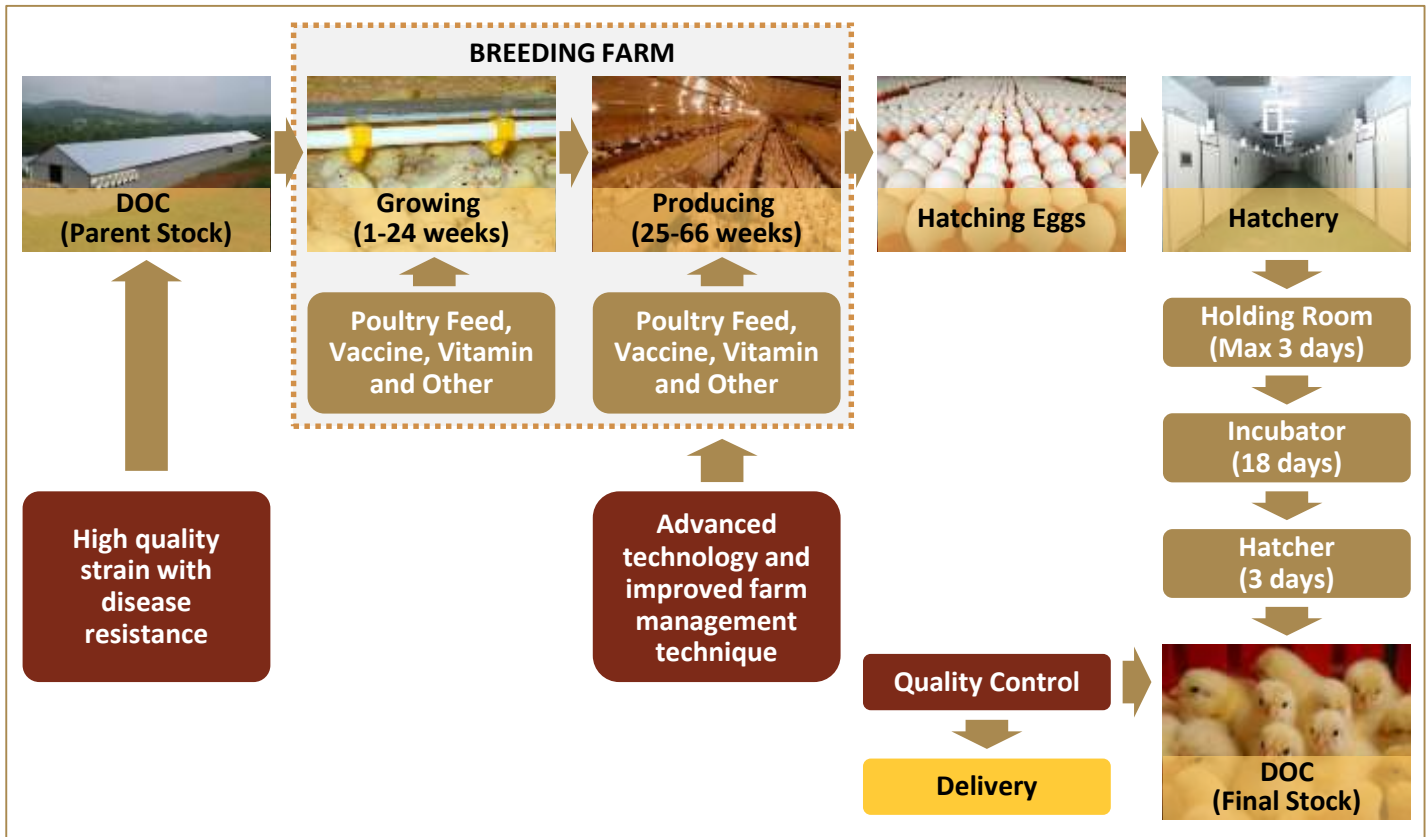 BREEDING FARM
DOC
(Parent Stock)
Growing
(1-24 weeks)
Producing
(25-66 weeks)
Hatching Eggs
Hatchery
Poultry Feed,
Vaccine, Vitamin
and Other
Poultry Feed,
Vaccine, Vitamin
and Other
Holding Room
(Max 3 days)
Incubator
(18 days)
Hatcher
(3 days)
High quality
strain with
disease
resistance
Advanced
technology and
improved farm
management
technique
Quality Control
Delivery
DOC
(Final Stock)